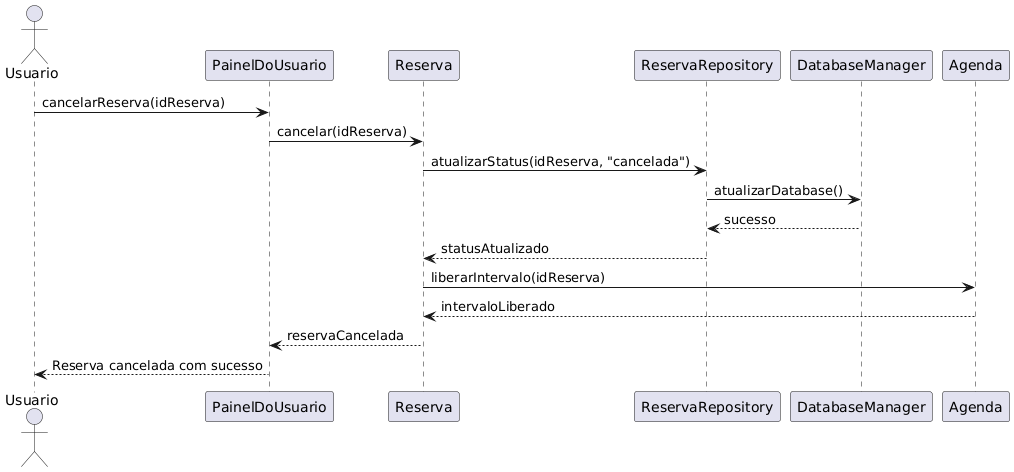 Usuario
PainelDoUsuario
Reserva
ReservaRepository
DatabaseManager
Agenda
cancelarReserva(idReserva)
cancelar(idReserva)
atualizarStatus(idReserva, "cancelada")
atualizarDatabase()
sucesso
statusAtualizado
liberarIntervalo(idReserva)
intervaloLiberado
reservaCancelada
Reserva cancelada com sucesso
Usuario
PainelDoUsuario
Reserva
ReservaRepository
DatabaseManager
Agenda